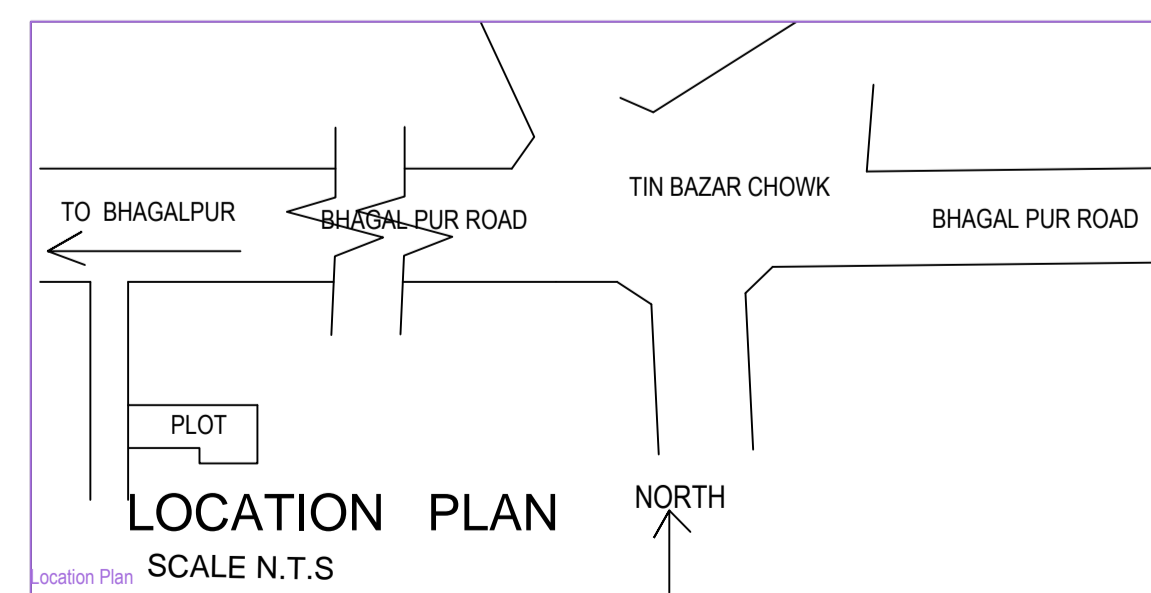 TIN BAZAR CHOWK
TO BHAGALPUR
BHAGAL PUR ROAD
BHAGAL PUR ROAD
PLOT
LOCATION PLAN
NORTH
SCALE N.T.S
Location Plan